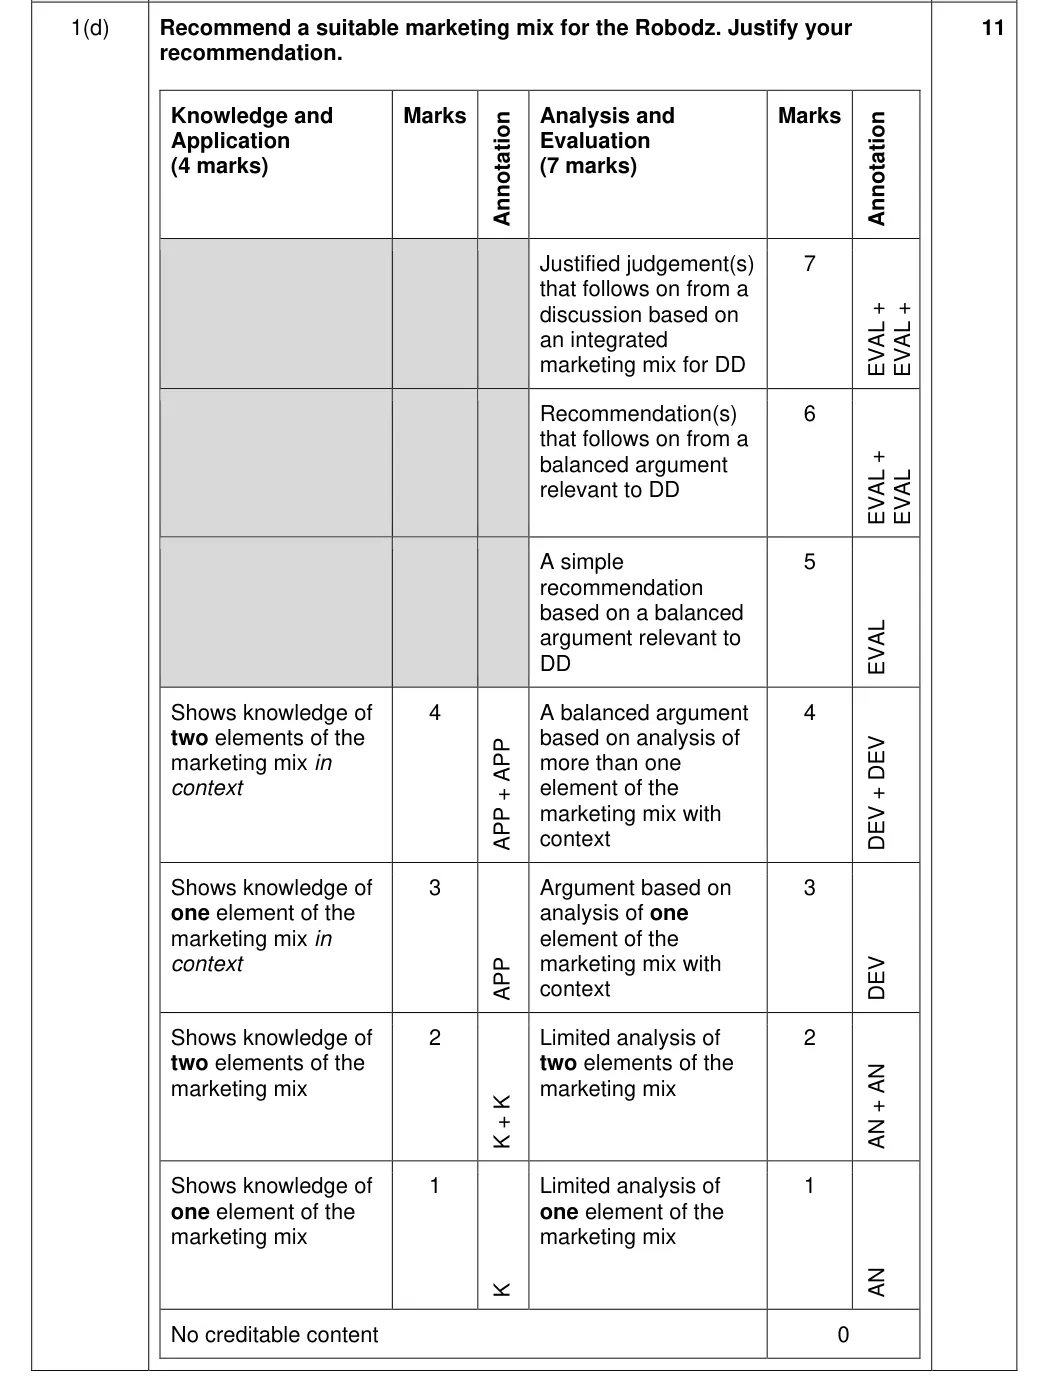 1(d)
Recommend a suitable marketing mix for the Robodz. Justify your
recommendation.
11
Knowledge and
Application
(4 marks)
Marks
Annotation
Analysis and
Evaluation
(7 marks)
Marks
Annotation
Justified judgement(s)
that follows on from a
discussion based on
an integrated
marketing mix for DD
7
EVAL +
EVAL +
Recommendation(s)
that follows on from a
balanced argument
relevant to DD
6
EVAL +
EVAL
A simple
recommendation
based on a balanced
argument relevant to
DD
5
EVAL
Shows knowledge of
two elements of the
marketing mix in
context
4
APP + APP
A balanced argument
based on analysis of
more than one
element of the
marketing mix with
context
4
DEV + DEV
Shows knowledge of
one element of the
marketing mix in
context
3
APP
Argument based on
analysis of one
element of the
marketing mix with
context
3
DEV
Shows knowledge of
two elements of the
marketing mix
2
K + K
Limited analysis of
two elements of the
marketing mix
2
AN + AN
Shows knowledge of
one element of the
marketing mix
1
K
Limited analysis of
one element of the
marketing mix
1
AN
No creditable content
0